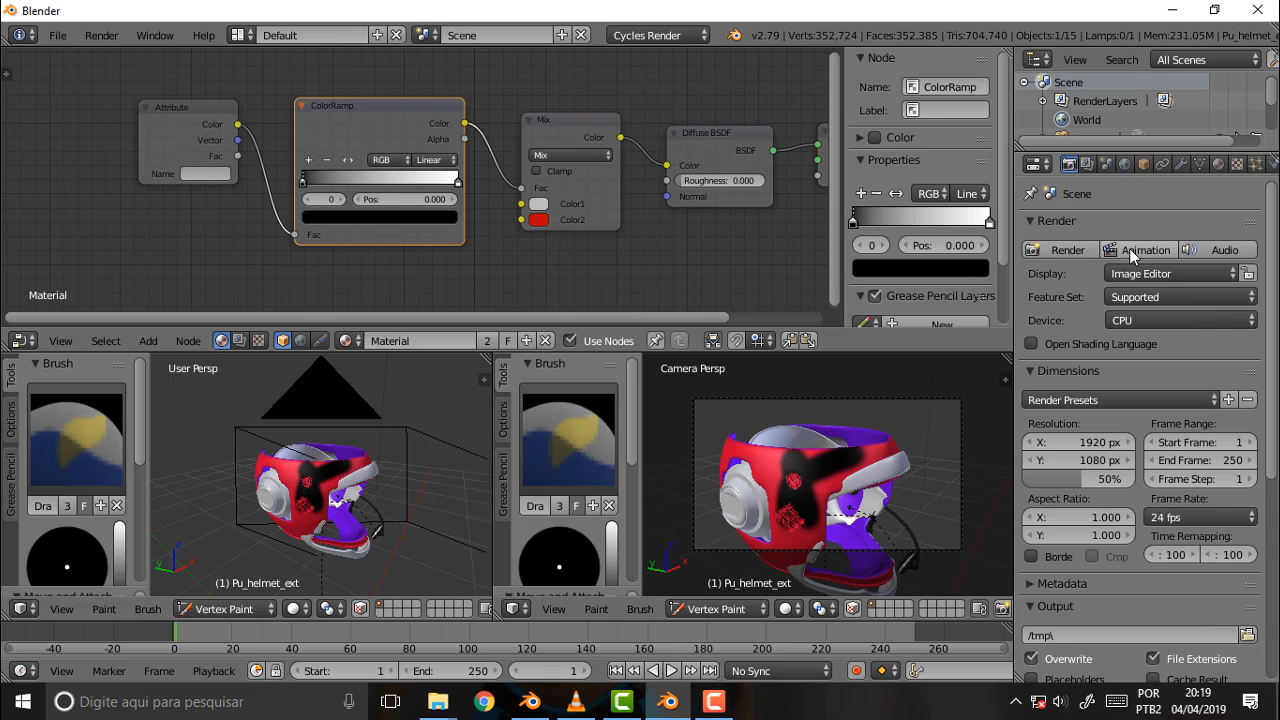 Blender
File Render Window Help Default Scene Cycles Render v2.79 | Verts:352,724 | Faces:352,385 | Tris:704,740 | Objects:1/15 | Lamps:0/1 | Mem:231.05M | Pu_helmet_e
Attribute
Color
Vector
Fac
Name
ColorRamp
Color
Alpha
RGB Linear
0 Pos: 0.000
Fac
Mix
Color
Mix
Clamp
Fac
Color1
Color2
Diffuse BSDF
BSDF
Color
Roughness: 0.000
Normal
Material
Node
Name: ColorRamp
Label:
Color
Properties
RGB Line
0 Pos: 0.000
Grease Pencil Layers
New
View Select Add Node Material 2 F Use Nodes
View Search All Scenes
Scene
RenderLayers
World
Scene
Render
Render Animation Audio
Display: Image Editor
Feature Set: Supported
Device: CPU
Open Shading Language
Dimensions
Render Presets
Resolution: Frame Range:
X: 1920 px Start Frame: 1
Y: 1080 px End Frame: 250
50% Frame Step: 1
Aspect Ratio: Frame Rate:
X: 1.000 24 fps
Y: 1.000 Time Remapping:
Borde Crop : 100 : 100
Metadata
Output
/tmp\
Overwrite File Extensions
Placeholders Cache Result
Tools
Options
Grease Pencil
Brush
Dra 3 F
User Persp
(1) Pu_helmet_ext
Tools
Options
Grease Pencil
Brush
Dra 3 F
Camera Persp
(1) Pu_helmet_ext
View Paint Brush Vertex Paint
View Paint Brush Vertex Paint
-40 -20 0 20 40 60 80 100 120 140 160 180 200 220 240 260
View Marker Frame Playback Start: 1 End: 250 1 No Sync
Digite aqui para pesquisar
POR
PTB2
20:19
04/04/2019